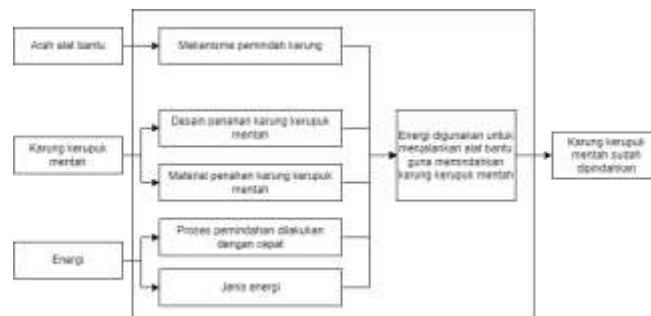 Arah alat bantu
Mekanisme pemindah karung
Karung kerupuk
mentah
Desain penahan karung kerupuk
mentah
Material penahan karung kerupuk
mentah
Energi
Proses pemindahan dilakukan
dengan cepat
Jenis energi
Energi digunakan untuk
menjalankan alat bantu
guna memindahkan
karung kerupuk mentah
Karung kerupuk
mentah sudah
dipindahkan